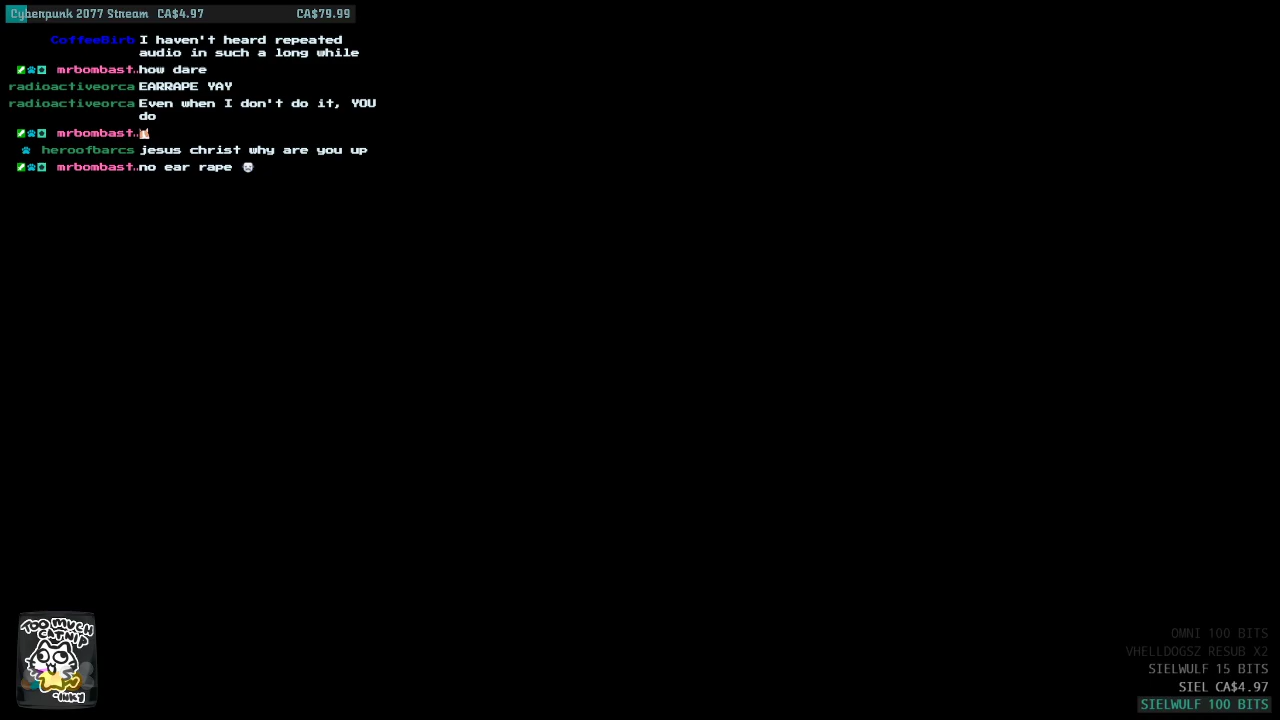 Cyberpunk 2077 Stream CA$4.97 CA$79.99
CoffeeBirb I haven't heard repeated
audio in such a long while
mrbombast.. how dare
radioactiveorca EARRAPE YAY
radioactiveorca Even when I don't do it, YOU
do
mrbombast..
heroofbarcs jesus christ why are you up
mrbombast.. no ear rape
TOO MUCH
CATNIP
-INKY
OMNI 100 BITS
VHELLDOGSZ RESUB X2
SIELWULF 15 BITS
SIEL CA$4.97
SIELWULF 100 BITS